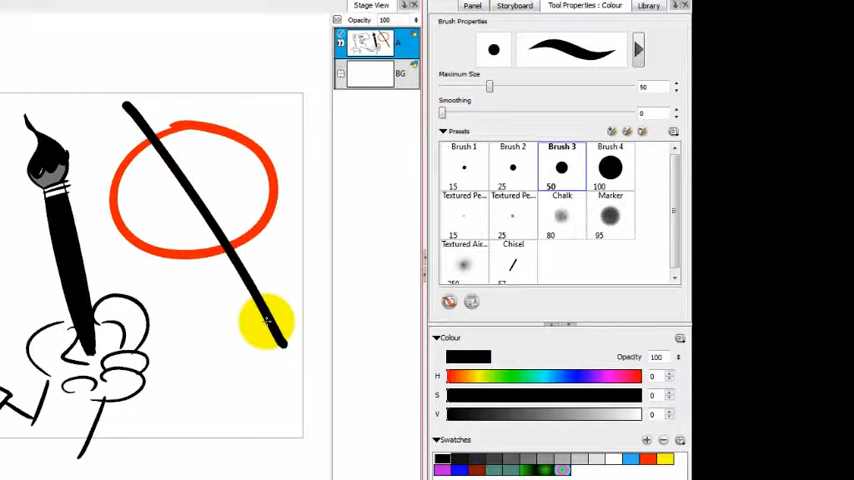 Stage View
Panel
Storyboard
Tool Properties : Colour
Library
Opacity 100
A
BG
Brush Properties
Maximum Size
50
Smoothing
0
Presets
Brush 1
Brush 2
Brush 3
Brush 4
15
25
50
100
Textured Pe...
Textured Pe...
Chalk
Marker
15
25
80
95
Textured Air...
Chisel
Colour
Opacity 100
H 0
S 0
V 0
Swatches